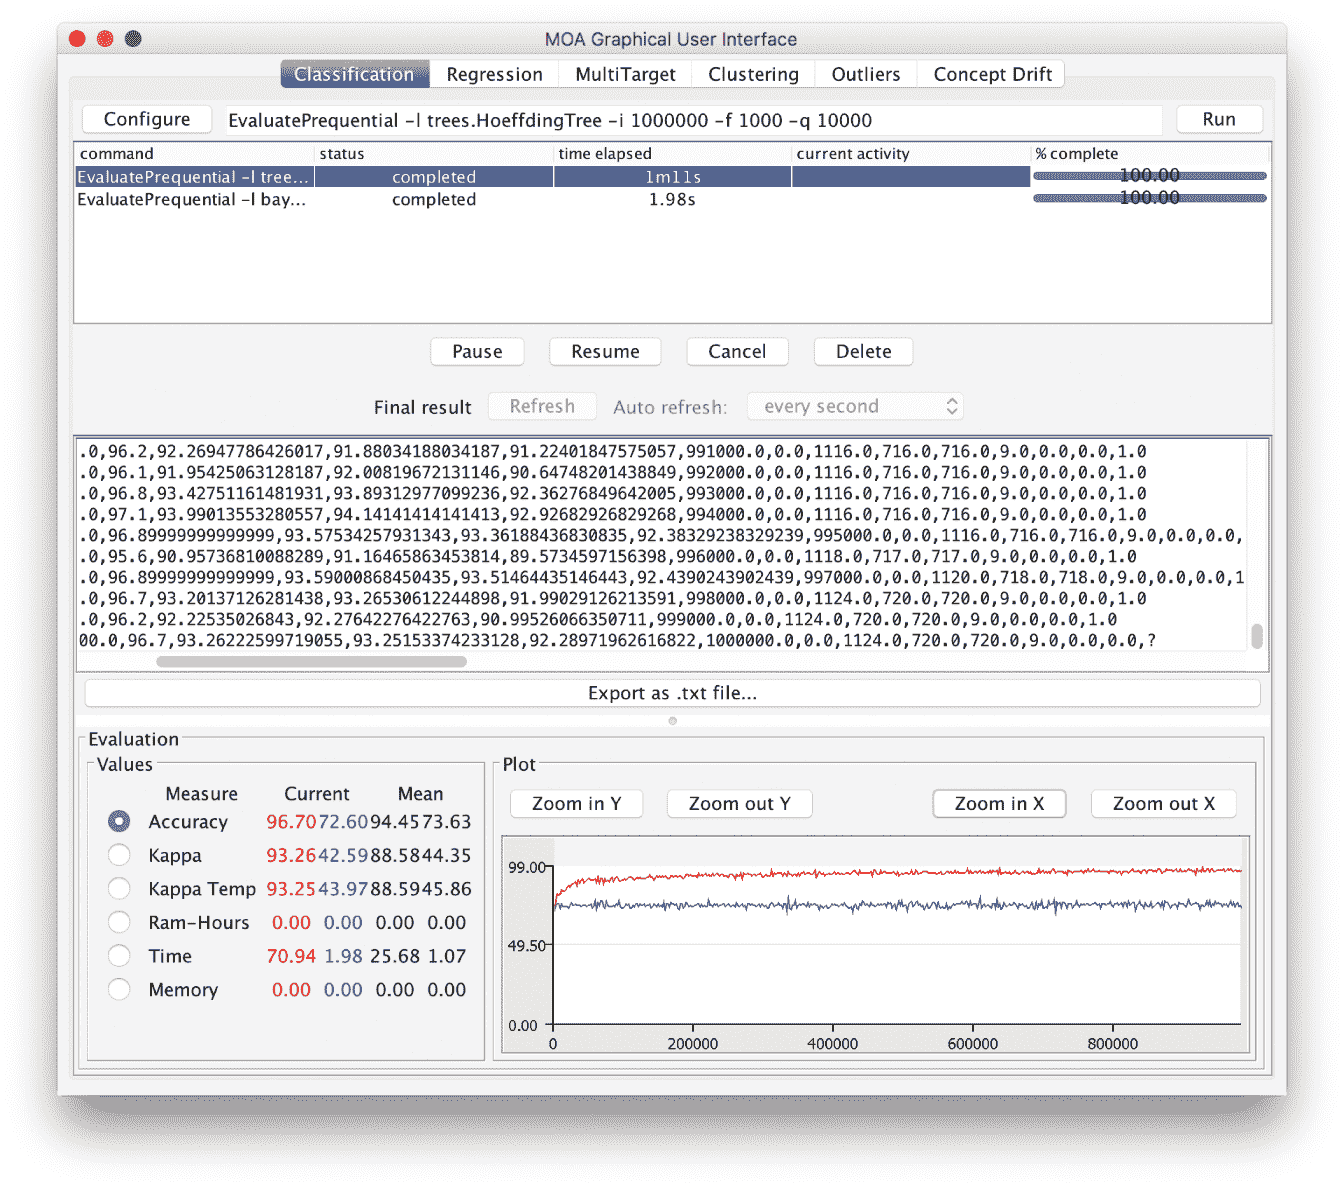 MOA Graphical User Interface
Classification Regression MultiTarget Clustering Outliers Concept Drift
Configure EvaluatePrequential -l trees.HoeffdingTree -i 1000000 -f 1000 -q 10000 Run
command status time elapsed current activity % complete
EvaluatePrequential -l tree... completed 1m11s 100.00
EvaluatePrequential -l bay... completed 1.98s 100.00
Pause Resume Cancel Delete
Final result Refresh Auto refresh: every second
.0,96.2,92.26947786426017,91.88034188034187,91.22401847575057,991000.0,0.0,1116.0,716.0,716.0,9.0,0.0,0.0,1.0
.0,96.1,91.95425063128187,92.00819672131146,90.64748201438849,992000.0,0.0,1116.0,716.0,716.0,9.0,0.0,0.0,1.0
.0,96.8,93.42751161481931,93.89312977099236,92.36276849642005,993000.0,0.0,1116.0,716.0,716.0,9.0,0.0,0.0,1.0
.0,97.1,93.99013553280557,94.14141414141413,92.92682926829268,994000.0,0.0,1116.0,716.0,716.0,9.0,0.0,0.0,1.0
.0,96.89999999999999,93.57534257931343,93.36188436830835,92.38329238329239,995000.0,0.0,1116.0,716.0,716.0,9.0,0.0,0.0,
.0,95.6,90.95736810088289,91.16465863453814,89.5734597156398,996000.0,0.0,1118.0,717.0,717.0,9.0,0.0,0.0,1.0
.0,96.89999999999999,93.59000868450435,93.51464435146443,92.4390243902439,997000.0,0.0,1120.0,718.0,718.0,9.0,0.0,0.0,1
.0,96.7,93.20137126281438,93.26530612244898,91.99029126213591,998000.0,0.0,1124.0,720.0,720.0,9.0,0.0,0.0,1.0
.0,96.2,92.22535026843,92.27642276422763,90.99526066350711,999000.0,0.0,1124.0,720.0,720.0,9.0,0.0,0.0,1.0
00.0,96.7,93.26222599719055,93.25153374233128,92.28971962616822,1000000.0,0.0,1124.0,720.0,720.0,9.0,0.0,0.0,?
Export as .txt file...
Evaluation
Values
Measure Current Mean
Accuracy 96.70 72.60 94.45 73.63
Kappa 93.26 42.59 88.58 44.35
Kappa Temp 93.25 43.97 88.59 45.86
Ram-Hours 0.00 0.00 0.00 0.00
Time 70.94 1.98 25.68 1.07
Memory 0.00 0.00 0.00 0.00
Plot
Zoom in Y Zoom out Y Zoom in X Zoom out X
99.00
49.50
0.00
0 200000 400000 600000 800000